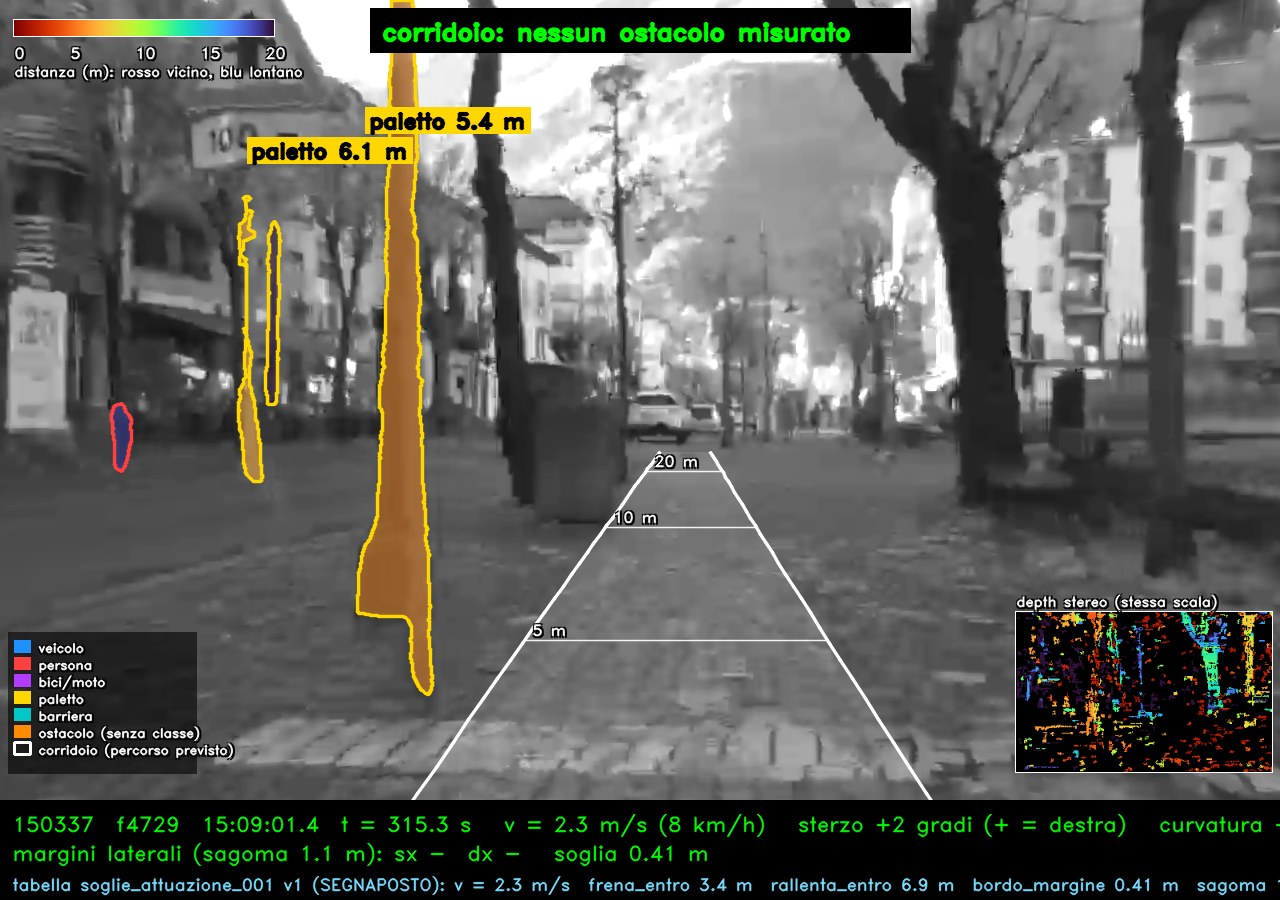 corridoio: nessun ostacolo misurato
0 5 10 15 20
distanza (m): rosso vicino, blu lontano
paletto 5.4 m
paletto 6.1 m
20 m
10 m
5 m
depth stereo (stessa scala)
veicolo
persona
bici/moto
paletto
barriera
ostacolo (senza classe)
corridoio (percorso previsto)
150337 f4729 15:09:01.4 t = 315.3 s v = 2.3 m/s (8 km/h) sterzo +2 gradi (+ = destra) curvatura
margini laterali (sagoma 1.1 m): sx - dx - soglia 0.41 m
tabella soglie_attuazione_001 v1 (SEGNAPOSTO): v = 2.3 m/s frena_entro 3.4 m rallenta_entro 6.9 m bordo_margine 0.41 m sagoma